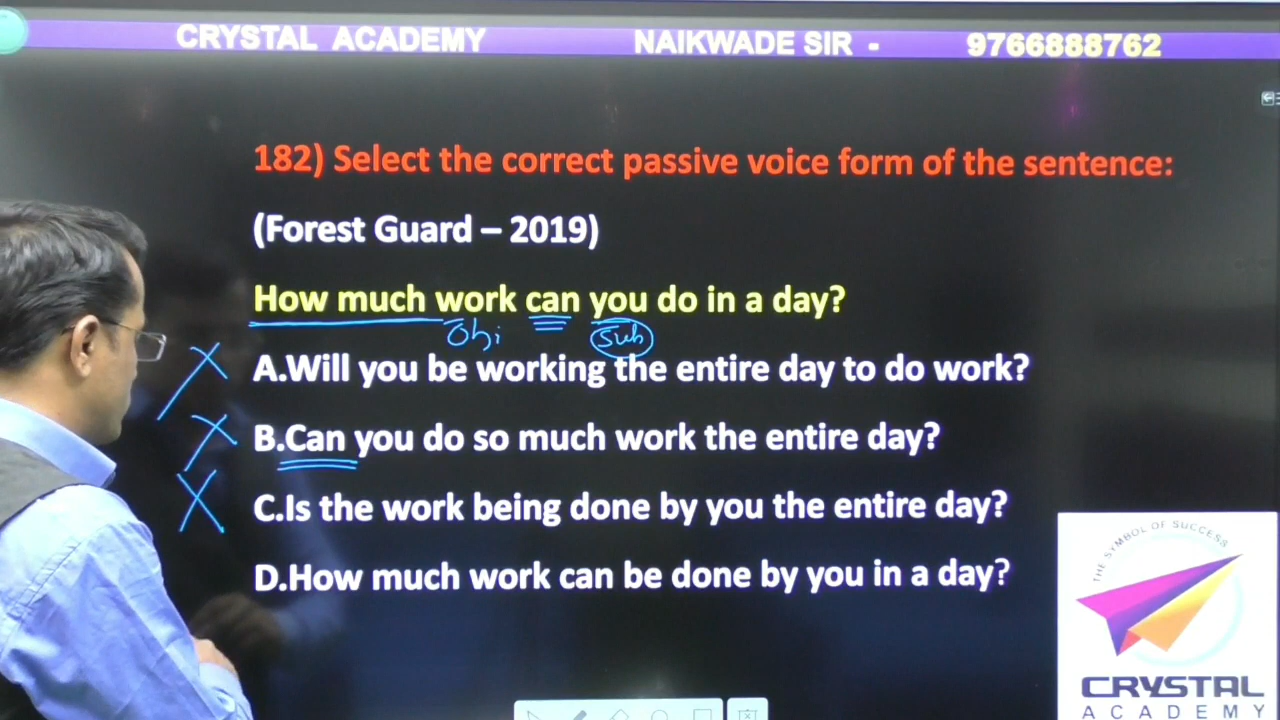 CRYSTAL ACADEMY NAIKWADE SIR - 9766888762
182) Select the correct passive voice form of the sentence:
(Forest Guard – 2019)
How much work can you do in a day?
Obj Sub
A.Will you be working the entire day to do work?
B.Can you do so much work the entire day?
C.Is the work being done by you the entire day?
D.How much work can be done by you in a day?
THE SYMBOL OF SUCCESS
CRYSTAL
ACADEMY